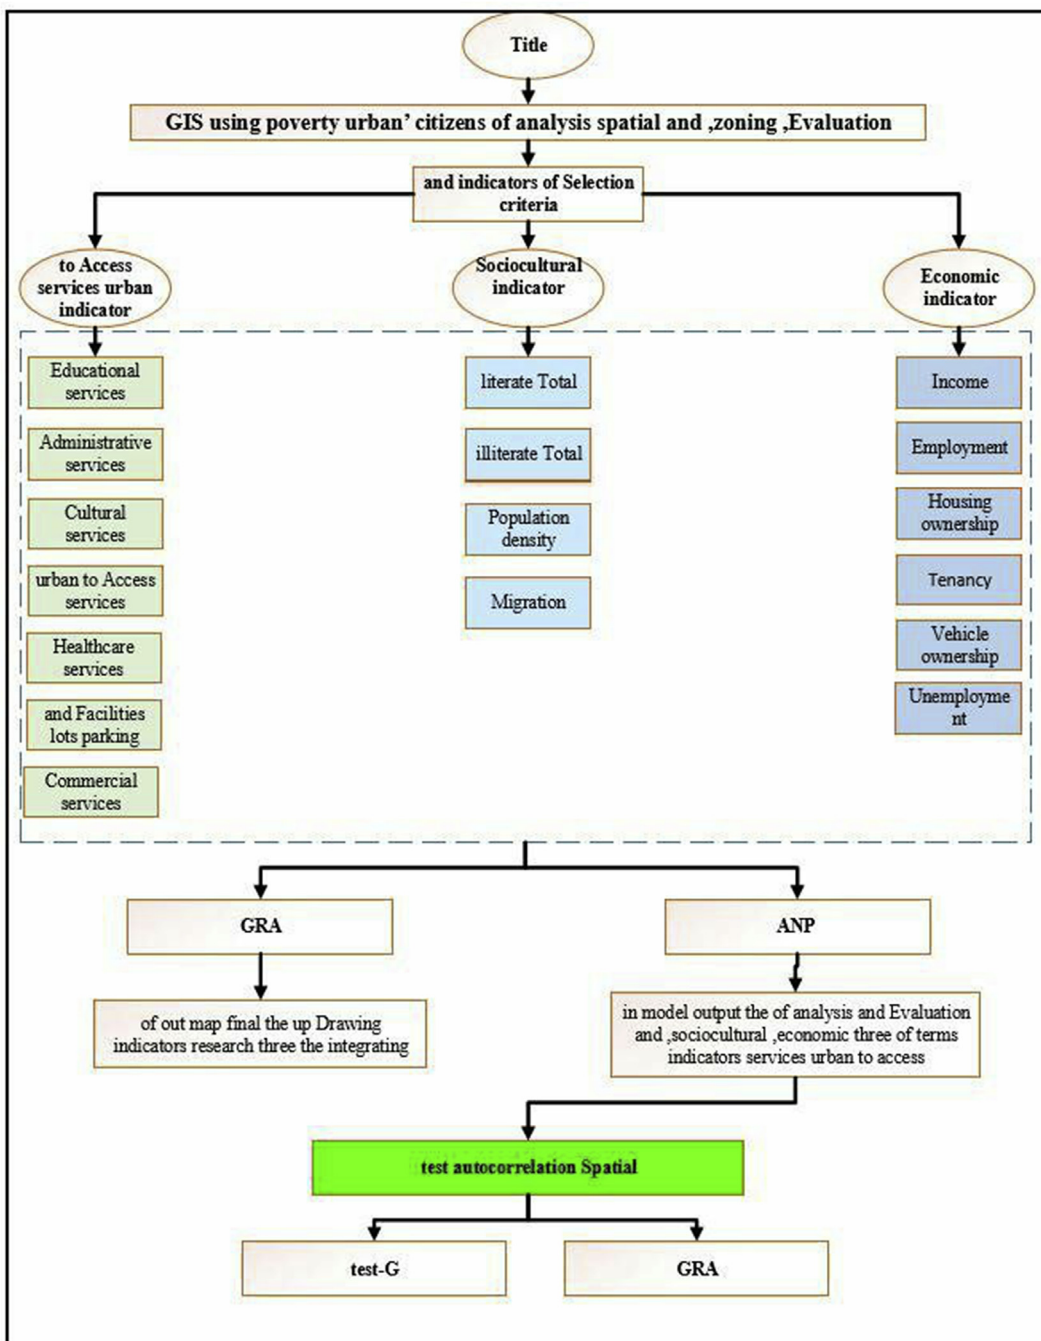 Title
GIS using poverty urban’ citizens of analysis spatial and ,zoning ,Evaluation
and indicators of Selection
criteria
to Access
services urban
indicator
Sociocultural
indicator
Economic
indicator
Educational
services
Administrative
services
Cultural
services
urban to Access
services
Healthcare
services
and Facilities
lots parking
Commercial
services
literate Total
illiterate Total
Population
density
Migration
Income
Employment
Housing
ownership
Tenancy
Vehicle
ownership
Unemployme
nt
GRA
ANP
of out map final the up Drawing
indicators research three the integrating
in model output the of analysis and Evaluation
and ,sociocultural ,economic three of terms
indicators services urban to access
test autocorrelation Spatial
test-G
GRA